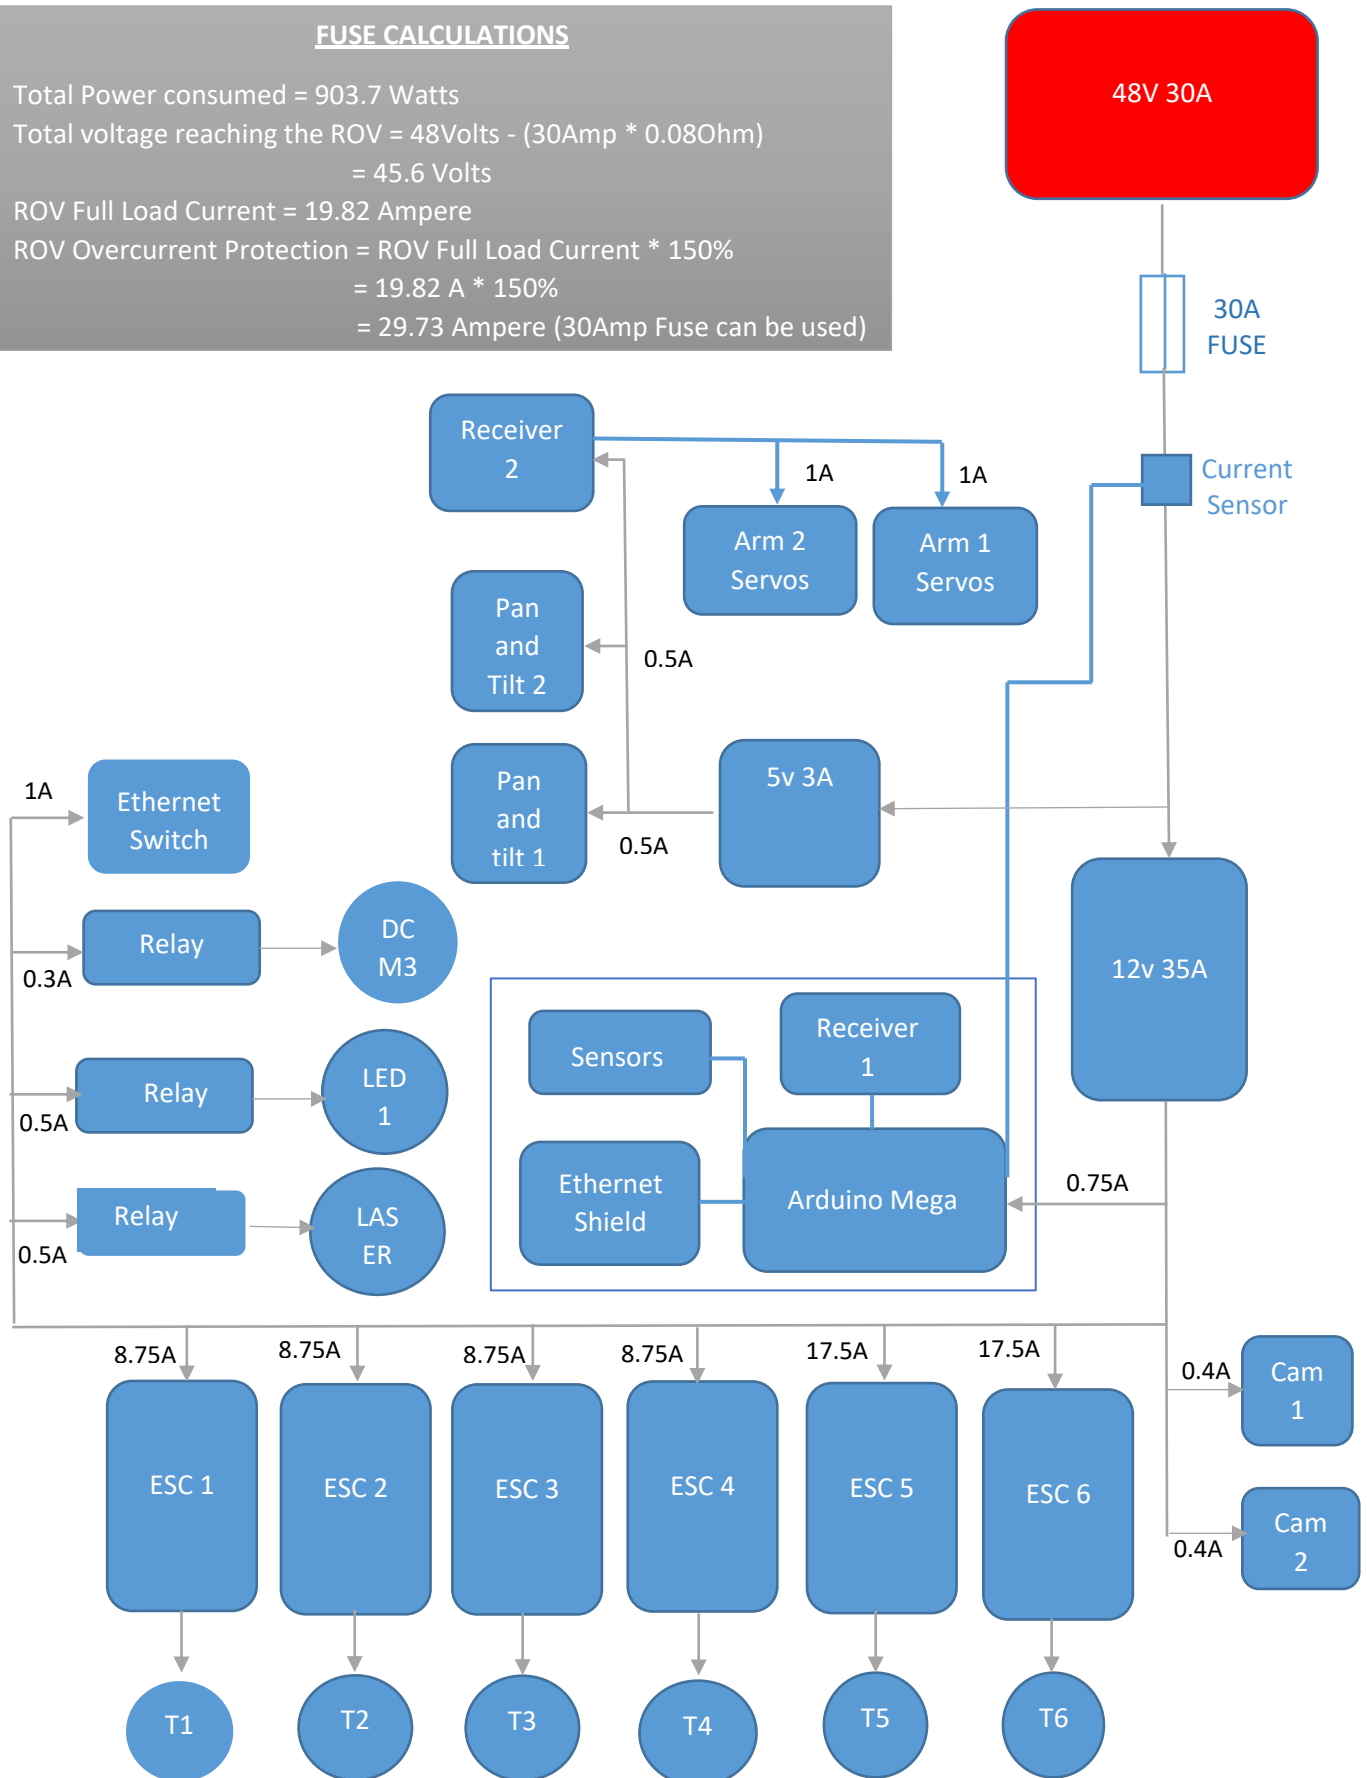 FUSE CALCULATIONS
Total Power consumed = 903.7 Watts
Total voltage reaching the ROV = 48Volts - (30Amp * 0.08Ohm)
= 45.6 Volts
ROV Full Load Current = 19.82 Ampere
ROV Overcurrent Protection = ROV Full Load Current * 150%
= 19.82 A * 150%
= 29.73 Ampere (30Amp Fuse can be used)
48V 30A
30A
FUSE
Current
Sensor
Receiver
2
1A
1A
Arm 2
Servos
Arm 1
Servos
Pan
and
Tilt 2
0.5A
Pan
and
tilt 1
0.5A
5v 3A
12v 35A
1A
Ethernet
Switch
0.3A
Relay
DC
M3
0.5A
Relay
LED
1
0.5A
Relay
LAS
ER
Sensors
Receiver
1
Ethernet
Shield
Arduino Mega
0.75A
8.75A
8.75A
8.75A
8.75A
17.5A
17.5A
0.4A
Cam
1
0.4A
Cam
2
ESC 1
ESC 2
ESC 3
ESC 4
ESC 5
ESC 6
T1
T2
T3
T4
T5
T6